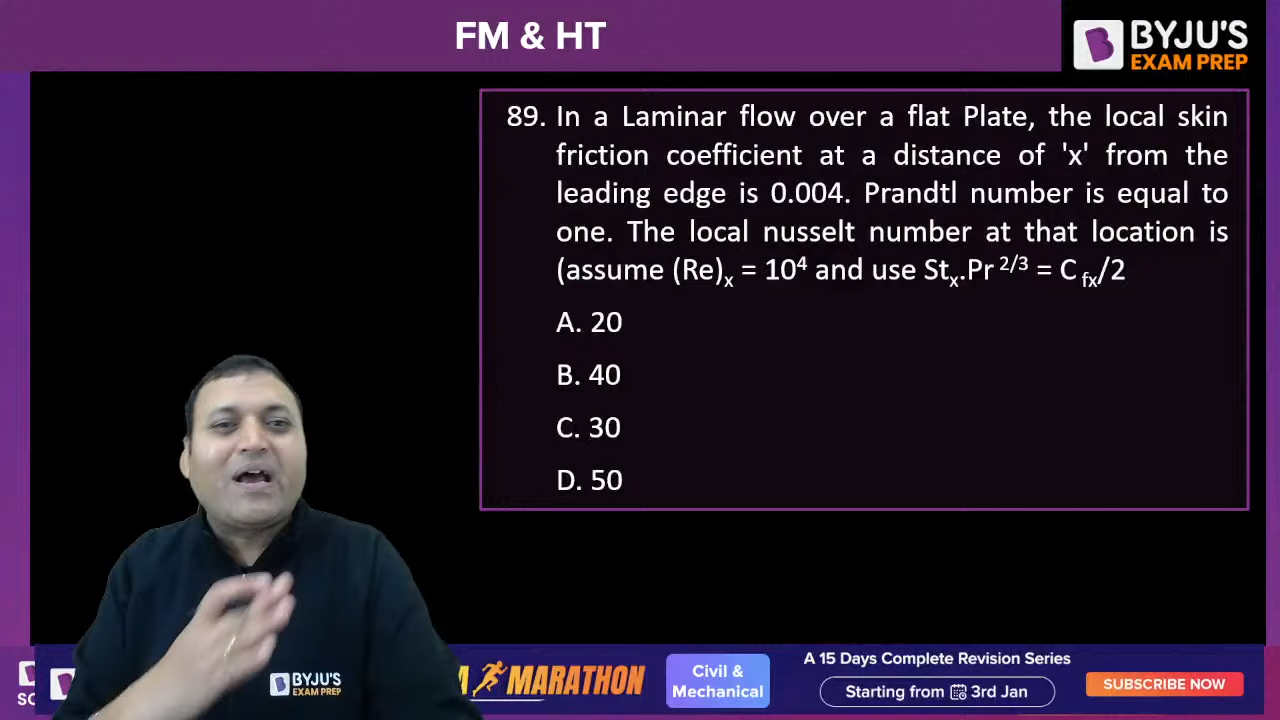 FM & HT
BYJU'S
EXAM PREP
89. In a Laminar flow over a flat Plate, the local skin
friction coefficient at a distance of 'x' from the
leading edge is 0.004. Prandtl number is equal to
one. The local nusselt number at that location is
(assume (Re)ₓ = 10⁴ and use Stₓ.Pr ²/³ = C fx/2
A. 20
B. 40
C. 30
D. 50
BYJU'S
EXAM PREP
MARATHON
Civil &
Mechanical
A 15 Days Complete Revision Series
Starting from 3rd Jan
SUBSCRIBE NOW